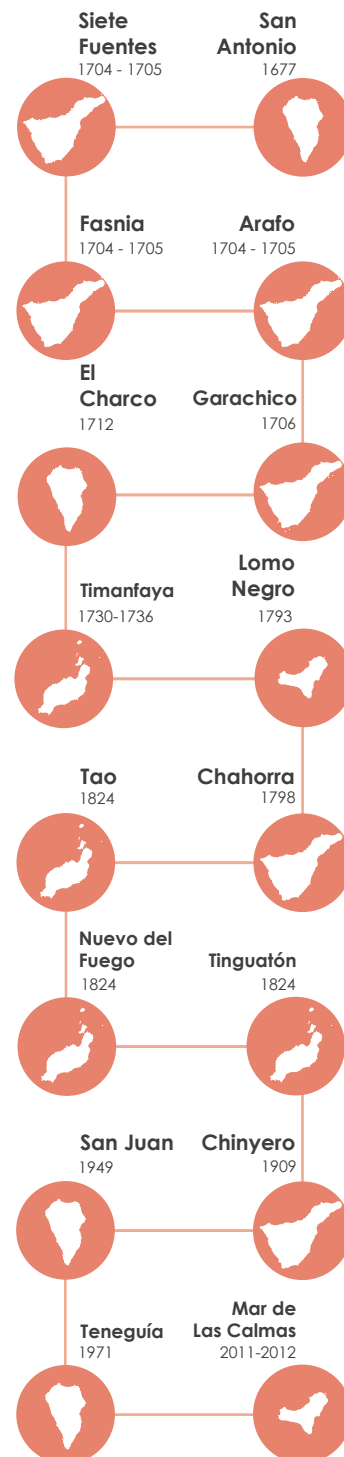 Siete
Fuentes
1704 - 1705
San
Antonio
1677
Fasnia
1704 - 1705
Arafo
1704 - 1705
El
Charco
1712
Garachico
1706
Timanfaya
1730-1736
Lomo
Negro
1793
Tao
1824
Chahorra
1798
Nuevo del
Fuego
1824
Tinguatón
1824
San Juan
1949
Chinyero
1909
Teneguía
1971
Mar de
Las Calmas
2011-2012